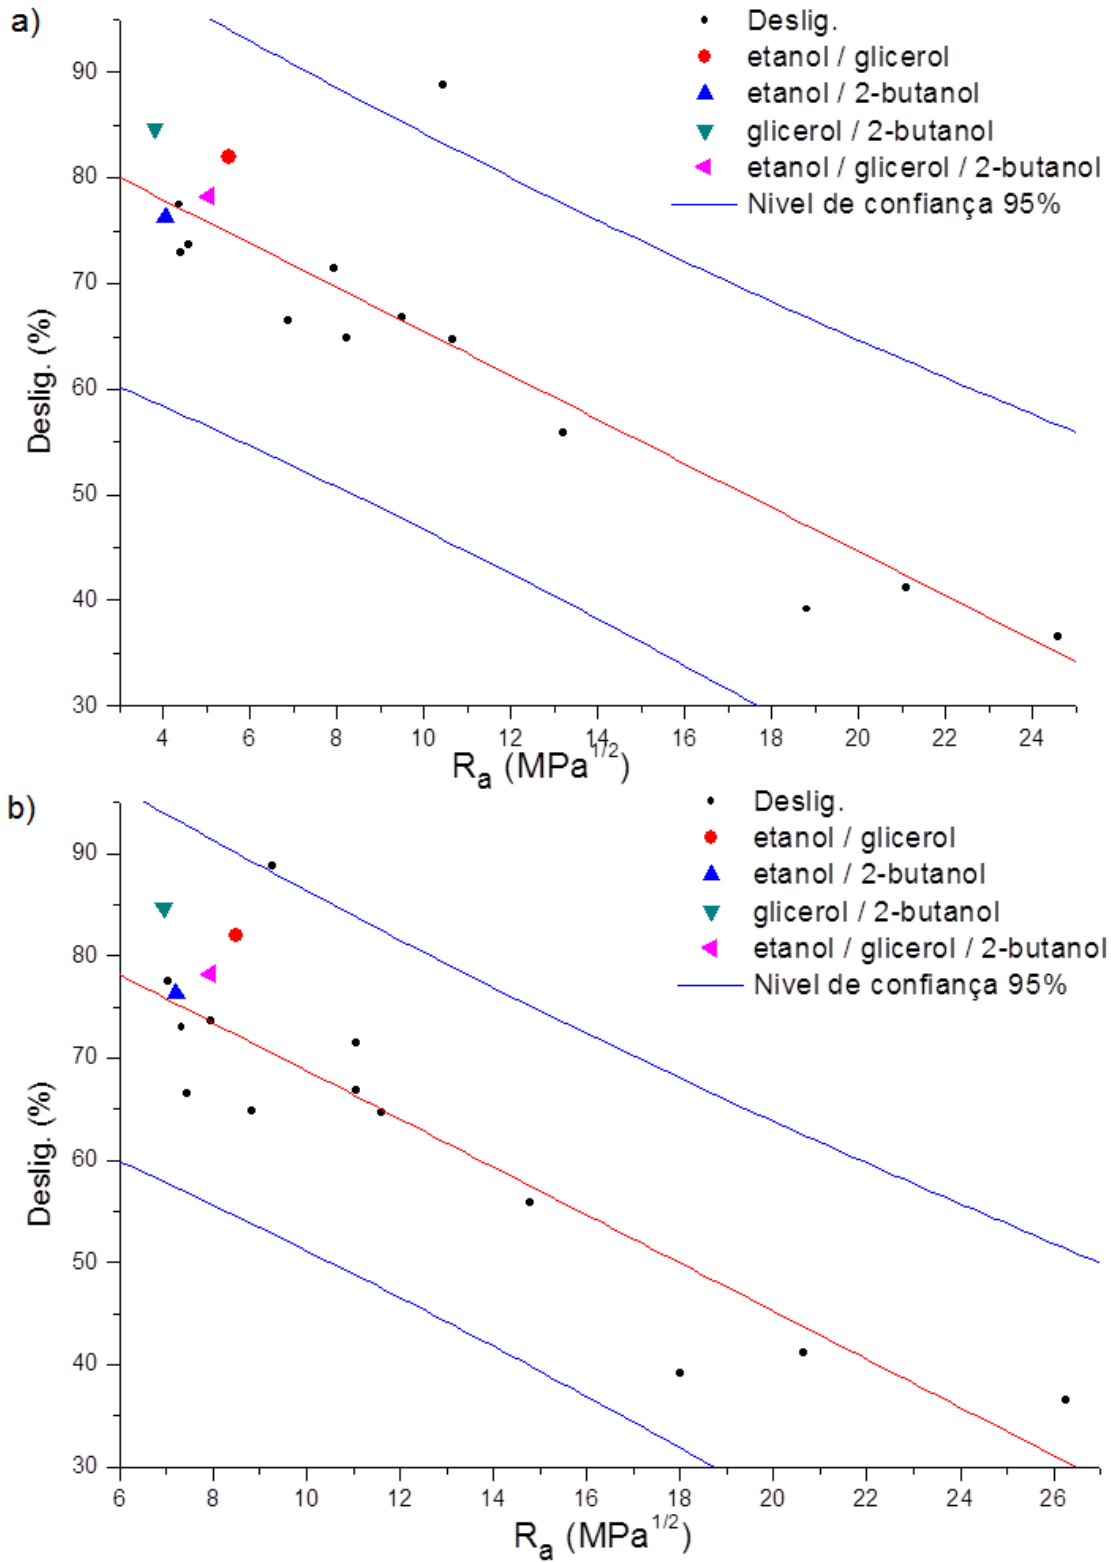 a)
Deslig.
etanol / glicerol
etanol / 2-butanol
glicerol / 2-butanol
etanol / glicerol / 2-butanol
Nivel de confiança 95%
90
80
70
60
50
40
30
Deslig. (%)
4 6 8 10 12 14 16 18 20 22 24
Ra (MPa1/2)
b)
Deslig.
etanol / glicerol
etanol / 2-butanol
glicerol / 2-butanol
etanol / glicerol / 2-butanol
Nivel de confiança 95%
90
80
70
60
50
40
30
Deslig. (%)
6 8 10 12 14 16 18 20 22 24 26
Ra (MPa1/2)